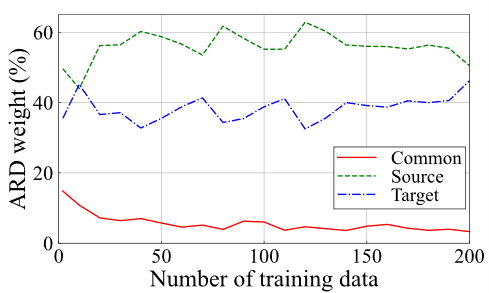 60
40
20
0
ARD weight (%)
Common
Source
Target
0 50 100 150 200
Number of training data